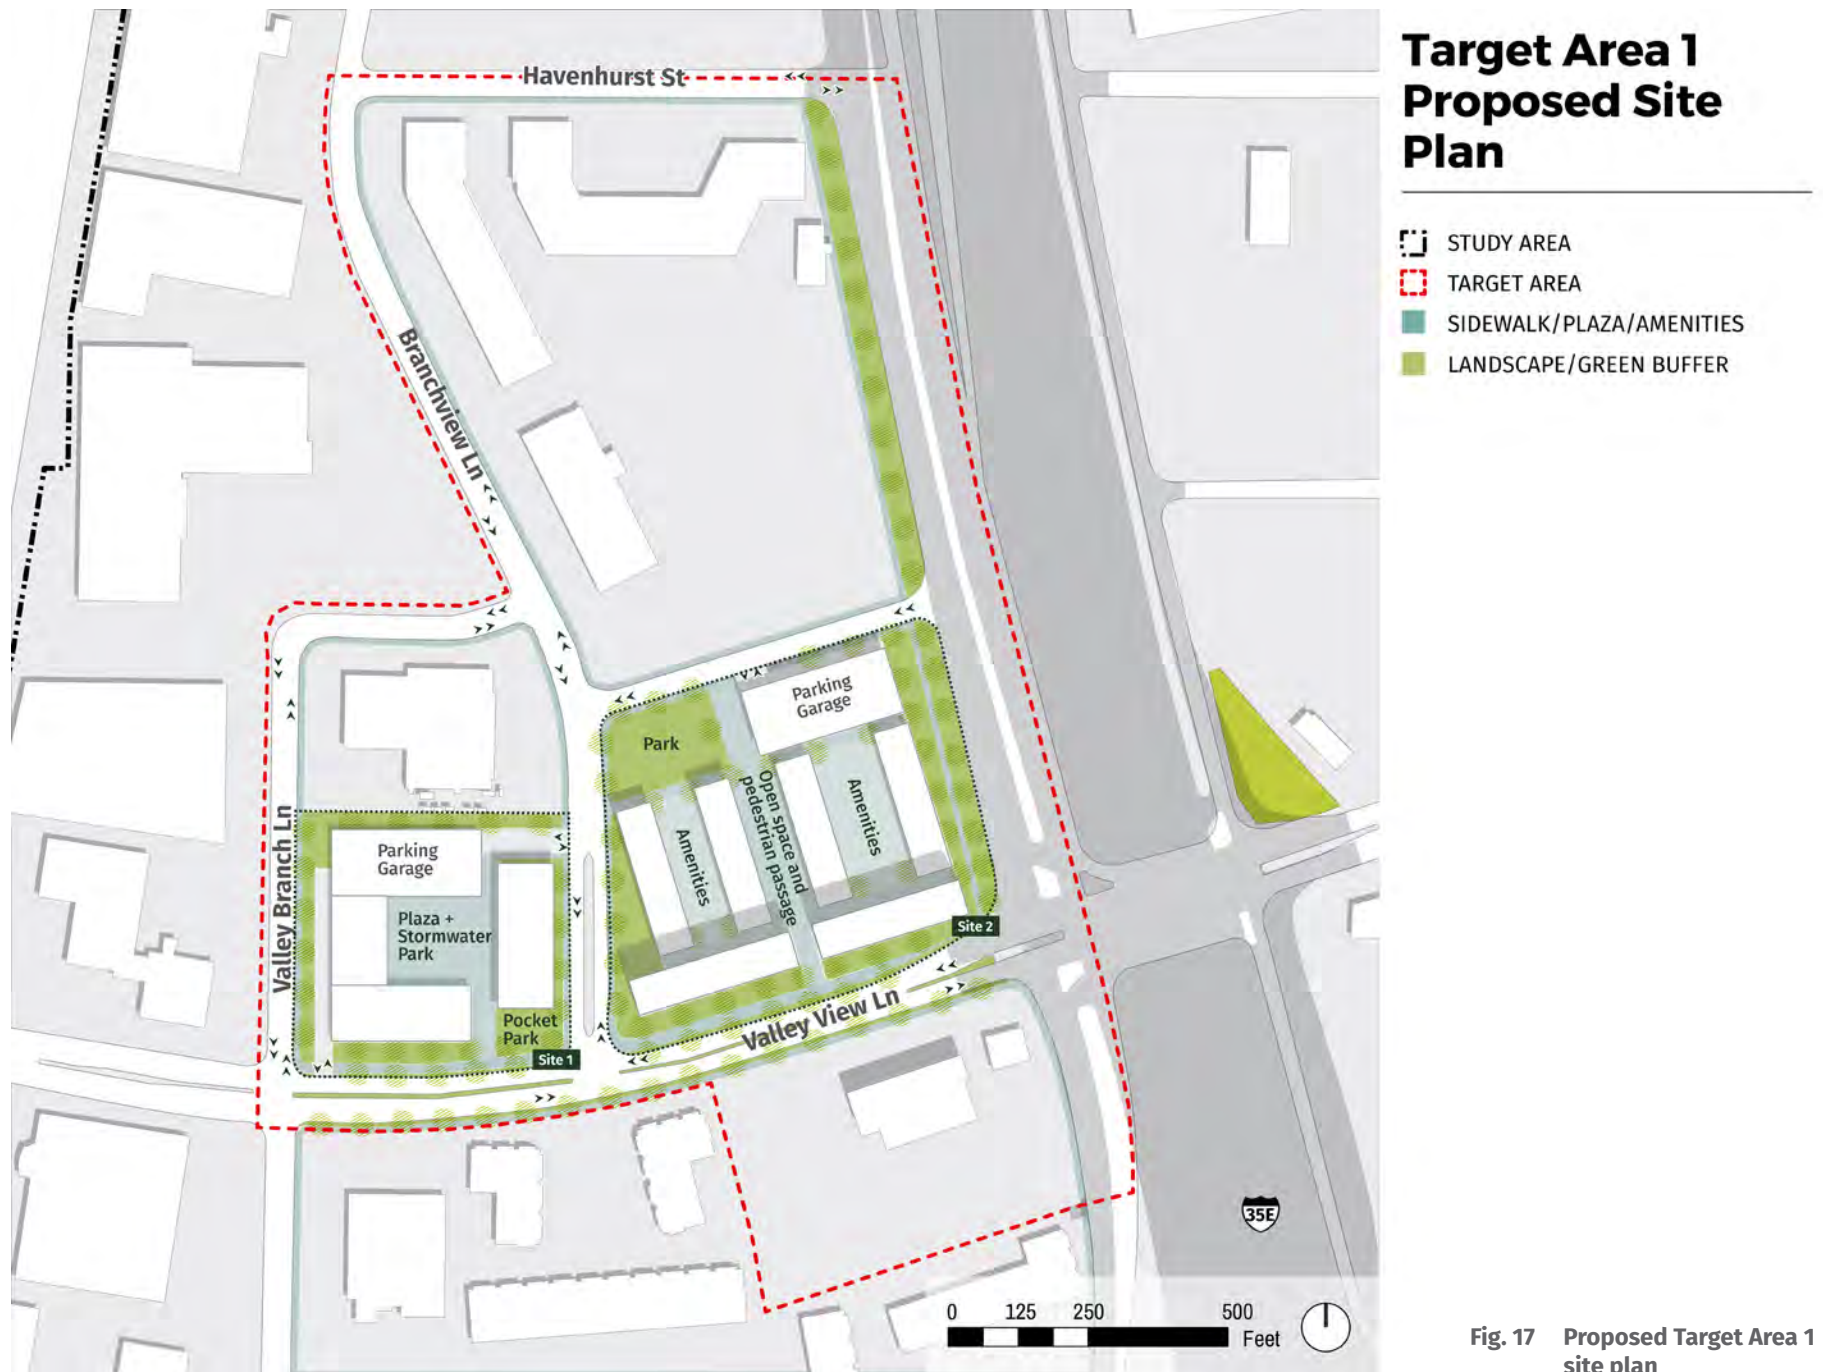 Target Area 1
Proposed Site
Plan
STUDY AREA
TARGET AREA
SIDEWALK/PLAZA/AMENITIES
LANDSCAPE/GREEN BUFFER
Havenhurst St
Branchview Ln
Valley Branch Ln
Parking
Garage
Park
Open space and
pedestrian passage
Amenities
Amenities
Parking
Garage
Plaza +
Stormwater
Park
Pocket
Park
Site 1
Site 2
Valley View Ln
35E
0 125 250 500
Feet
Fig. 17 Proposed Target Area 1
site plan